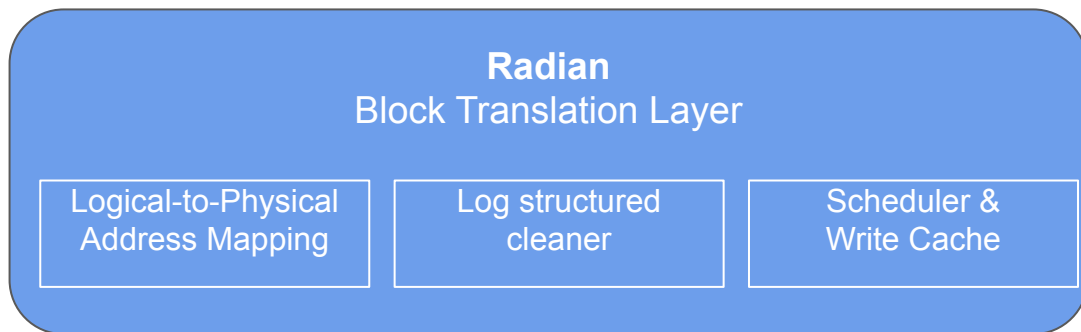 Radian
Block Translation Layer
Logical-to-Physical
Address Mapping
Log structured
cleaner
Scheduler &
Write Cache